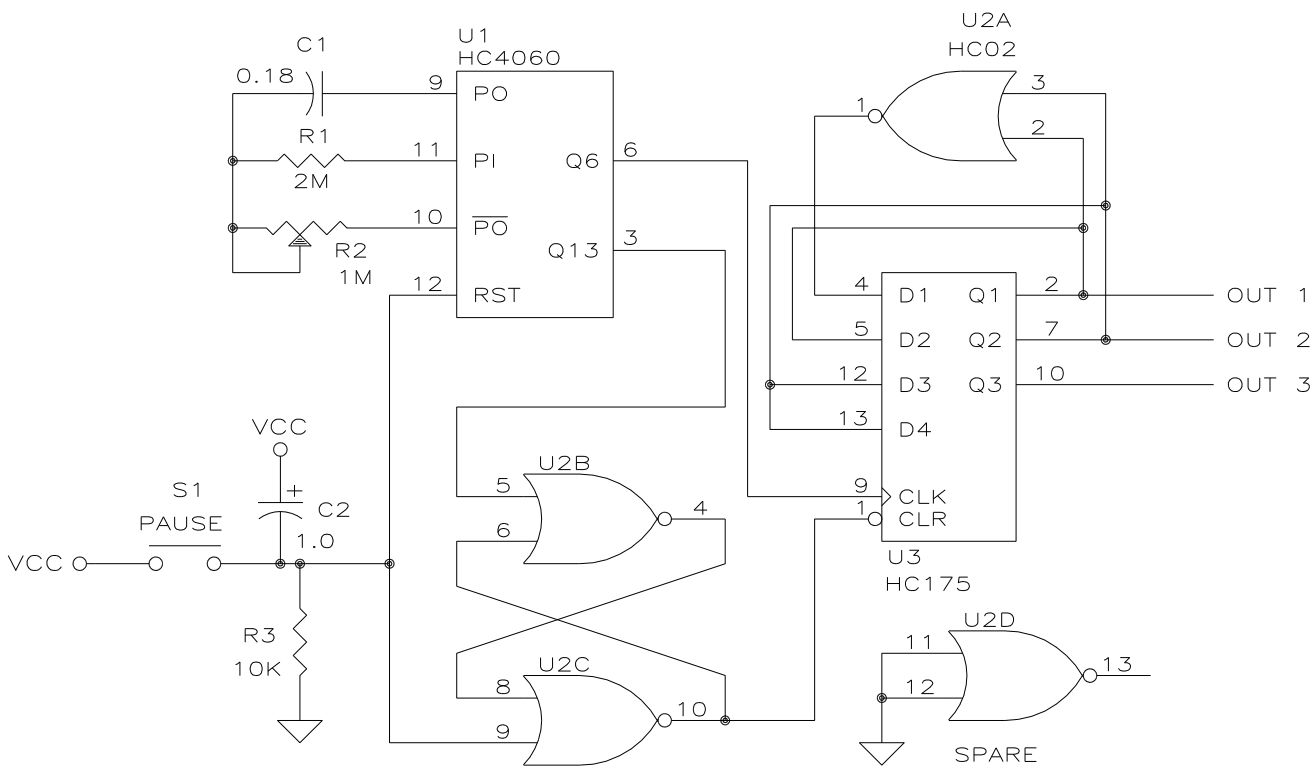 C1
0.18
R1
2M
R2
1M
U1
HC4060
9
PO
11
PI
10
PO
12
RST
Q6
6
Q13
3
U2A
HC02
1
3
2
4
D1
Q1
2
OUT 1
5
D2
Q2
7
OUT 2
12
D3
Q3
10
OUT 3
13
D4
9
CLK
1
CLR
U3
HC175
VCC
+
C2
1.0
S1
PAUSE
VCC
R3
10K
U2B
5
6
4
U2C
8
9
10
U2D
11
12
13
SPARE